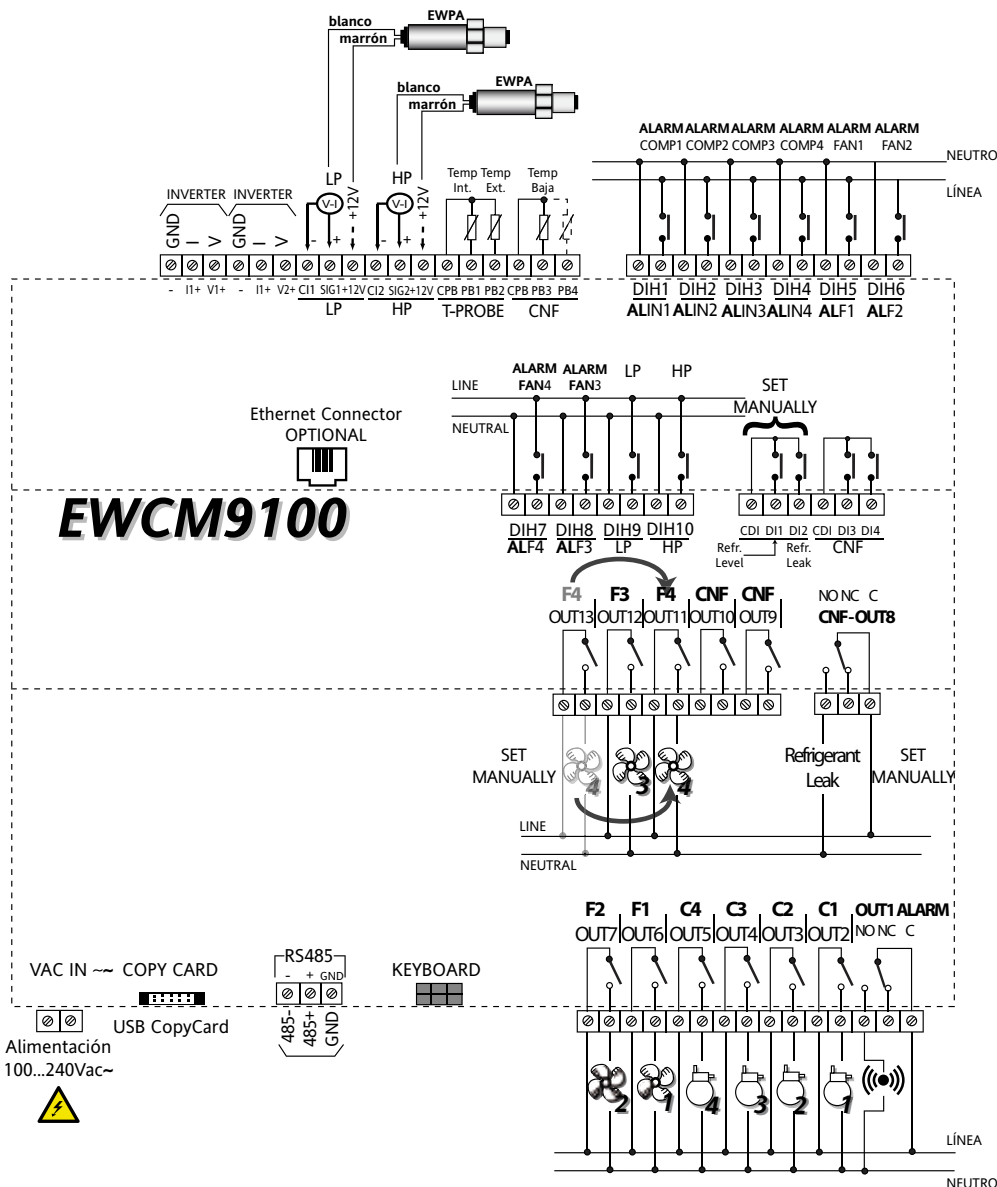 blanco EWPA
marrón
blanco EWPA
marrón
ALARM ALARM ALARM ALARM ALARM ALARM
COMP1 COMP2 COMP3 COMP4 FAN1 FAN2
NEUTRO
LÍNEA
LP HP
Temp Int. Temp Ext. Temp Baja
INVERTER INVERTER
GND I V GND I V - V-I + +12V - V-I + +12V
- I1+ V1+ - I1+ V2+ CI1 SIG1 +12V CI2 SIG2 +12V CPB PB1 PB2 CPB PB3 PB4
LP HP T-PROBE CNF
DIH1 DIH2 DIH3 DIH4 DIH5 DIH6
ALIN1 ALIN2 ALIN3 ALIN4 ALF1 ALF2
ALARM FAN4 ALARM FAN3 LP HP
LINE
NEUTRAL
SET MANUALLY
Ethernet Connector
OPTIONAL
EWCM9100
DIH7 DIH8 DIH9 DIH10
ALF4 ALF3 LP HP
CDI DI1 DI2 CDI DI3 DI4
Refr. Level Refr. Leak CNF
F4 F3 F4 CNF CNF NO NC C
OUT13 OUT12 OUT11 OUT10 OUT9 CNF-OUT8
SET MANUALLY
4 3 4
Refrigerant Leak
SET MANUALLY
LINE
NEUTRAL
F2 F1 C4 C3 C2 C1 OUT1 ALARM
OUT7 OUT6 OUT5 OUT4 OUT3 OUT2 NO NC C
VAC IN ~~ COPY CARD
RS485
- + GND
KEYBOARD
USB CopyCard
485- 485+ GND
Alimentación
100...240Vac~
2 1 4 3 2 1
LÍNEA
NEUTRO